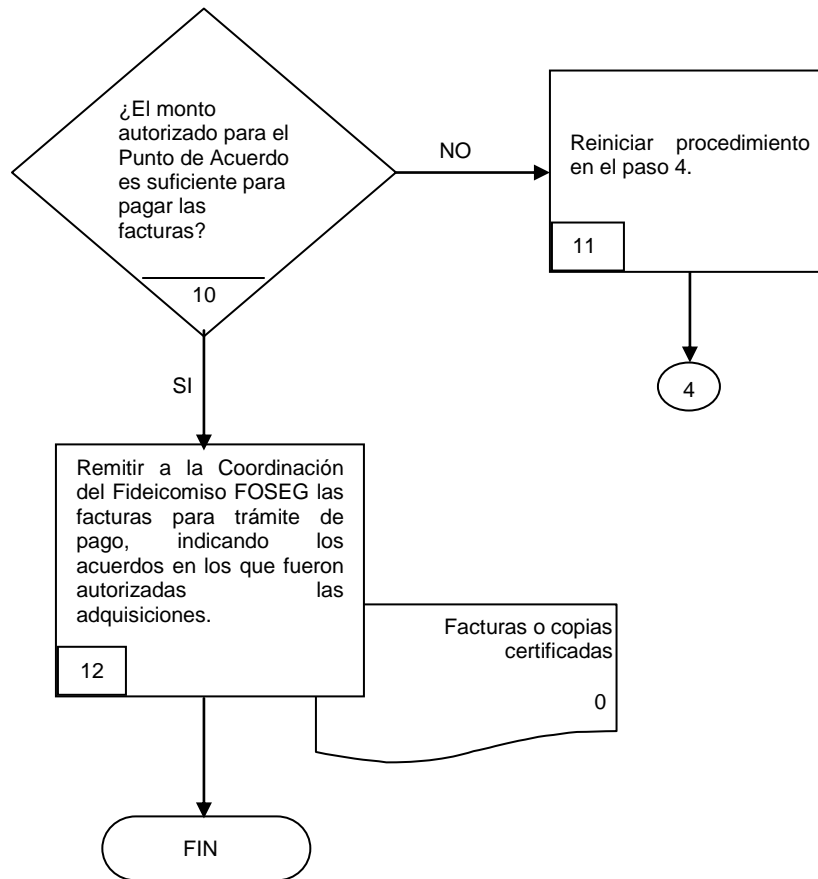 ¿El monto
autorizado para el
Punto de Acuerdo
es suficiente para
pagar las
facturas?
10
NO
Reiniciar procedimiento
en el paso 4.
11
4
SI
Remitir a la Coordinación
del Fideicomiso FOSEG las
facturas para trámite de
pago, indicando los
acuerdos en los que fueron
autorizadas las
adquisiciones.
12
Facturas o copias
certificadas
0
FIN